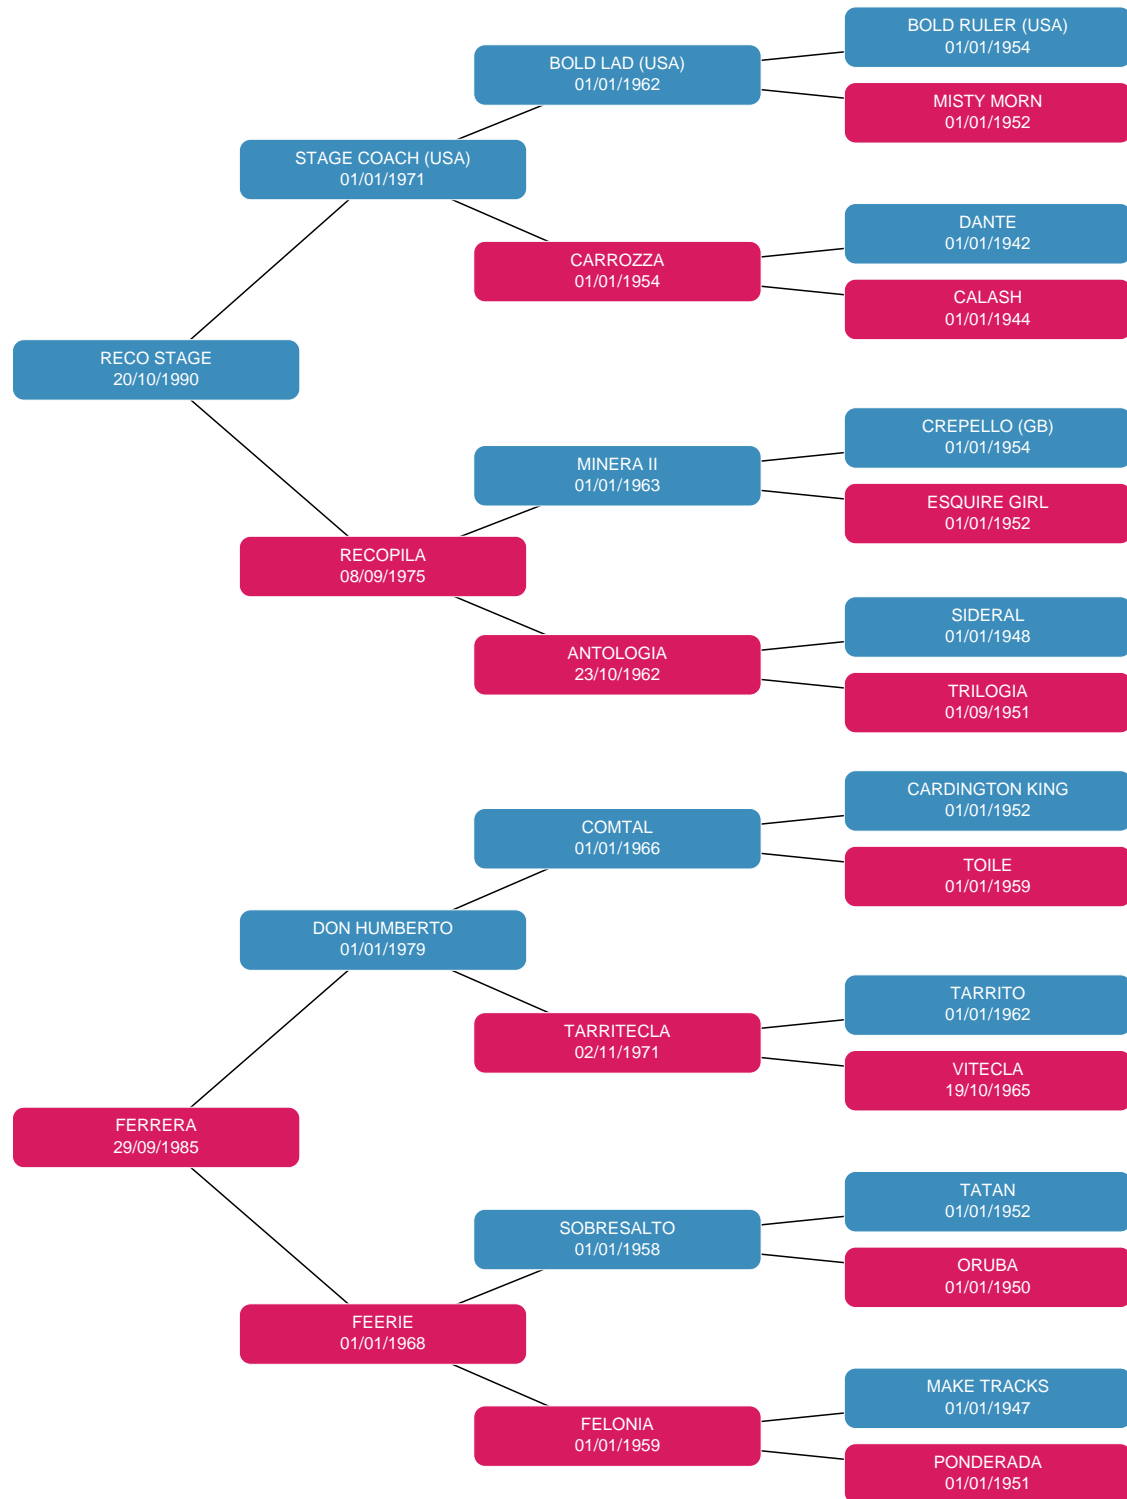 BOLD RULER (USA)
01/01/1954
BOLD LAD (USA)
01/01/1962
MISTY MORN
01/01/1952
STAGE COACH (USA)
01/01/1971
DANTE
01/01/1942
CARROZZA
01/01/1954
CALASH
01/01/1944
RECO STAGE
20/10/1990
CREPELLO (GB)
01/01/1954
MINERA II
01/01/1963
ESQUIRE GIRL
01/01/1952
RECOPILA
08/09/1975
SIDERAL
01/01/1948
ANTOLOGIA
23/10/1962
TRILOGIA
01/09/1951
CARDINGTON KING
01/01/1952
COMTAL
01/01/1966
TOILE
01/01/1959
DON HUMBERTO
01/01/1979
TARRITO
01/01/1962
TARRITECLA
02/11/1971
VITECLA
19/10/1965
FERRERA
29/09/1985
TATAN
01/01/1952
SOBRESALTO
01/01/1958
ORUBA
01/01/1950
FEERIE
01/01/1968
MAKE TRACKS
01/01/1947
FELONIA
01/01/1959
PONDERADA
01/01/1951